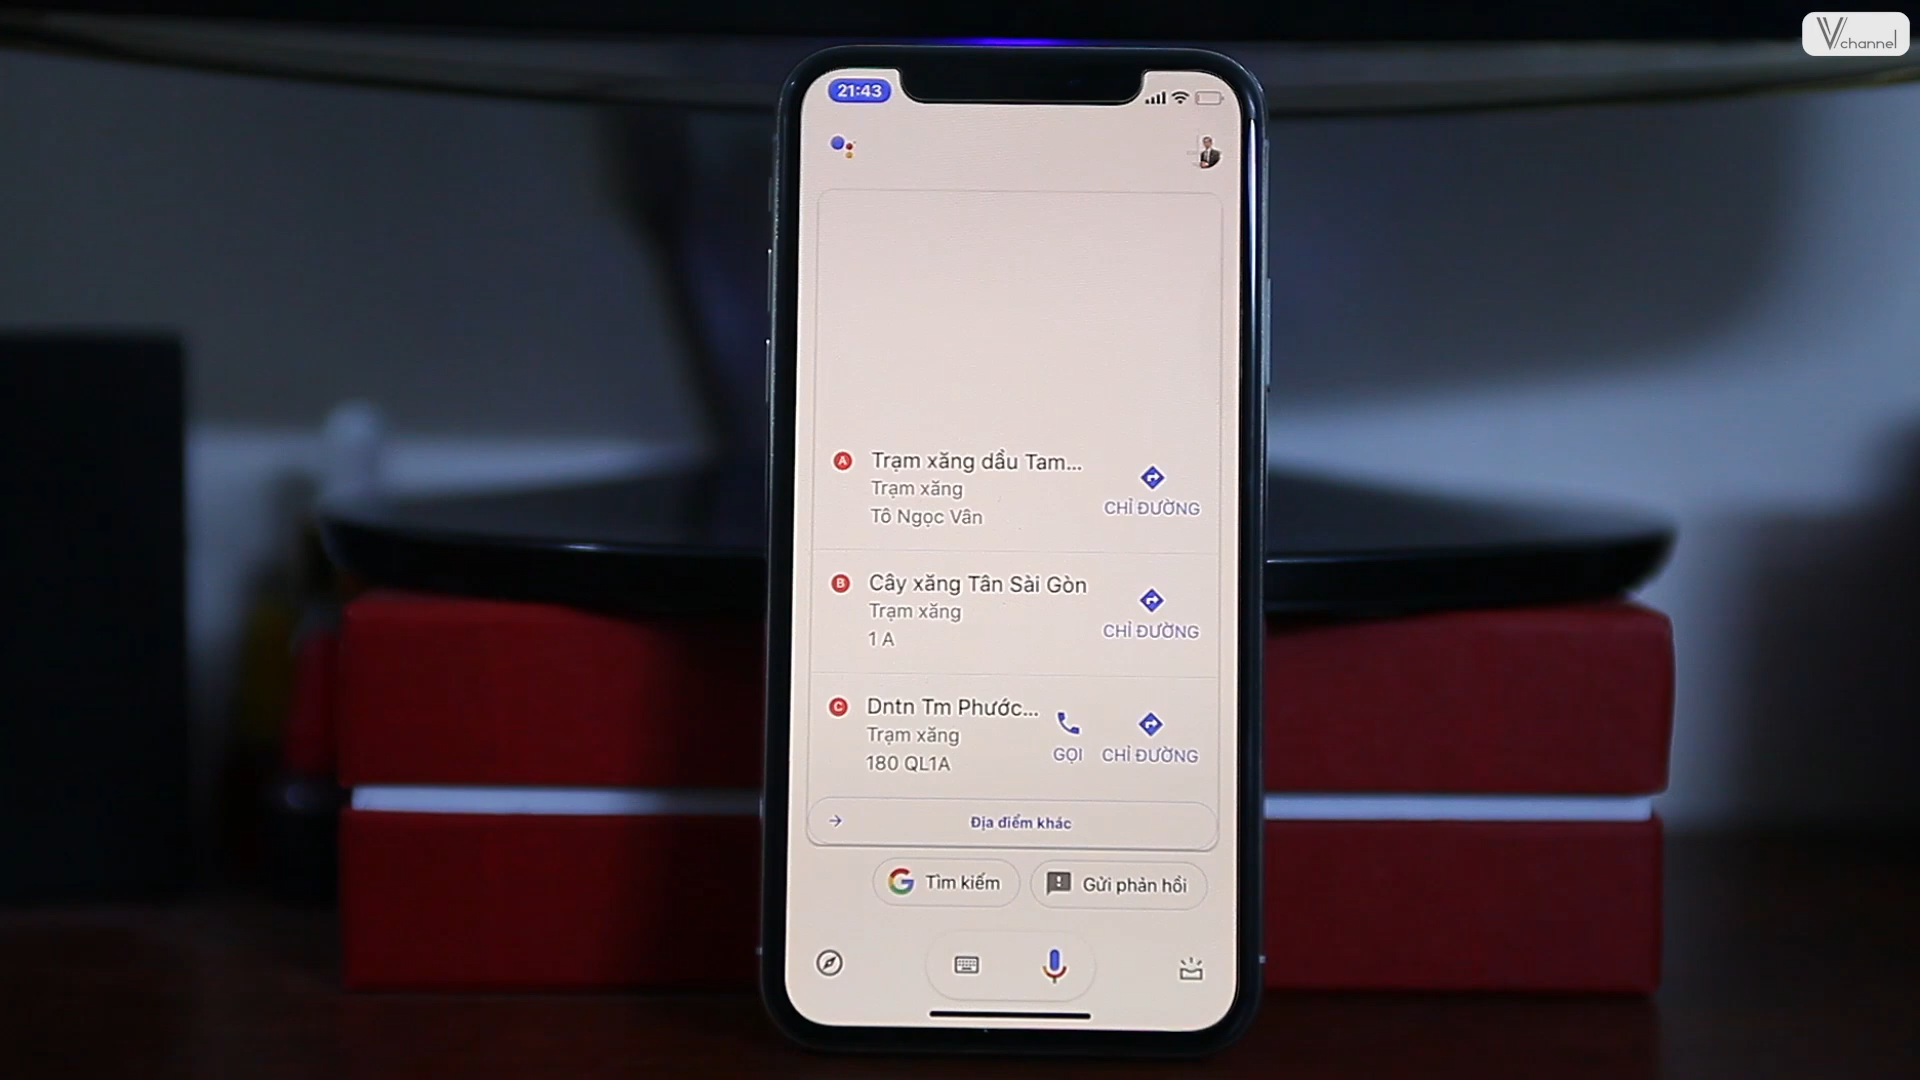 Vchannel
21:43
A
Trạm xăng dầu Tam...
Trạm xăng
Tô Ngọc Vân
CHỈ ĐƯỜNG
B
Cây xăng Tân Sài Gòn
Trạm xăng
1 A
CHỈ ĐƯỜNG
C
Dntn Tm Phước...
Trạm xăng
180 QL1A
GỌI
CHỈ ĐƯỜNG
Địa điểm khác
G Tìm kiếm
Gửi phản hồi